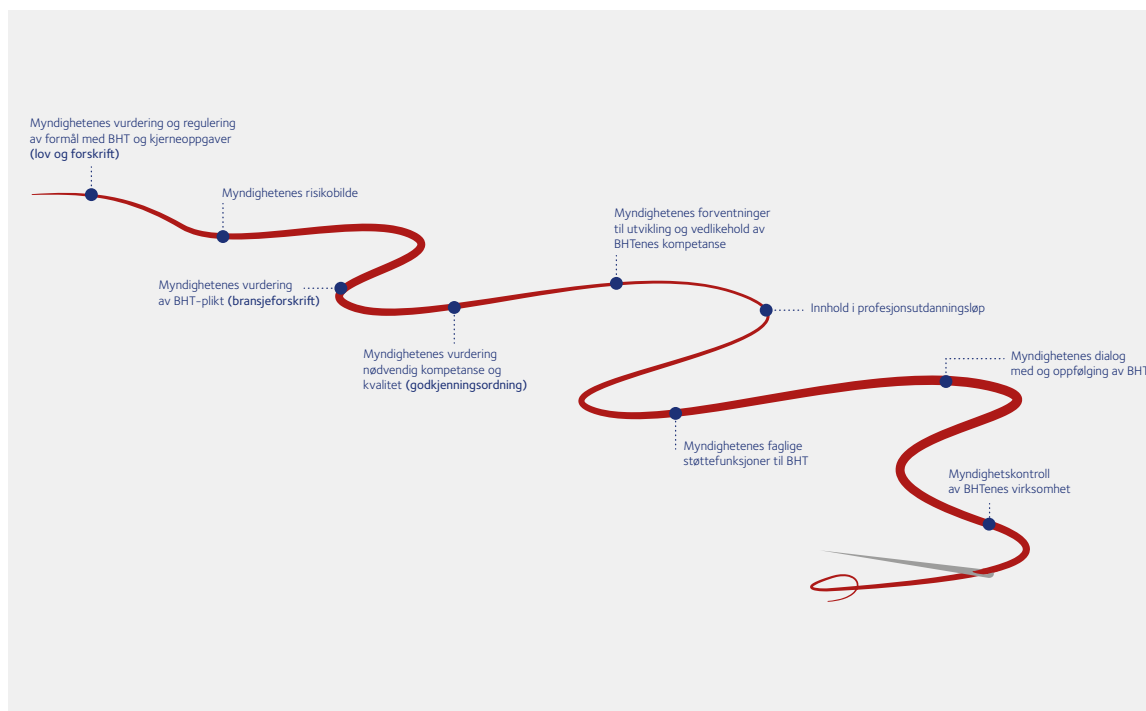 Myndighetenes vurdering og regulering
av formål med BHT og kjerneoppgaver
(lov og forskrift)
Myndighetenes risikobilde
Myndighetenes vurdering
av BHT-plikt (bransjeforskrift)
Myndighetenes vurdering
nødvendig kompetanse og
kvalitet (godkjenningsordning)
Myndighetenes forventninger
til utvikling og vedlikehold av
BHTenes kompetanse
Innhold i profesjonsutdanningsløp
Myndighetenes faglige
støttefunksjoner til BHT
Myndighetenes dialog
med og oppfølging av BHT
Myndighetskontroll
av BHTenes virksomhet